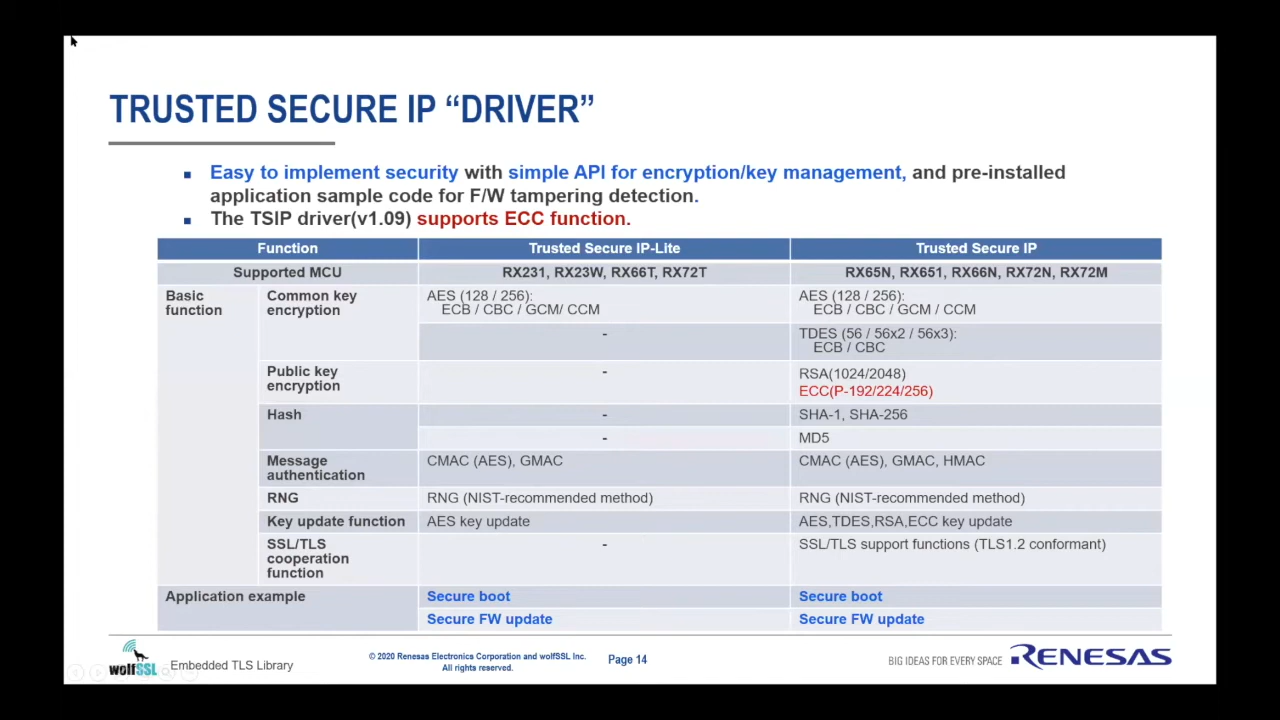 TRUSTED SECURE IP “DRIVER”
Easy to implement security with simple API for encryption/key management, and pre-installed
application sample code for F/W tampering detection.
The TSIP driver(v1.09) supports ECC function.
Function Trusted Secure IP-Lite Trusted Secure IP
Supported MCU RX231, RX23W, RX66T, RX72T RX65N, RX651, RX66N, RX72N, RX72M
Basic
function
Common key
encryption
AES (128 / 256):
ECB / CBC / GCM/ CCM
AES (128 / 256):
ECB / CBC / GCM / CCM
-
TDES (56 / 56x2 / 56x3):
ECB / CBC
Public key
encryption
-
RSA(1024/2048)
ECC(P-192/224/256)
Hash - SHA-1, SHA-256
- MD5
Message
authentication
CMAC (AES), GMAC CMAC (AES), GMAC, HMAC
RNG RNG (NIST-recommended method) RNG (NIST-recommended method)
Key update function AES key update AES,TDES,RSA,ECC key update
SSL/TLS
cooperation
function
- SSL/TLS support functions (TLS1.2 conformant)
Application example Secure boot Secure boot
Secure FW update Secure FW update
wolfSSL Embedded TLS Library
© 2020 Renesas Electronics Corporation and wolfSSL Inc.
All rights reserved.
Page 14
BIG IDEAS FOR EVERY SPACE RENESAS